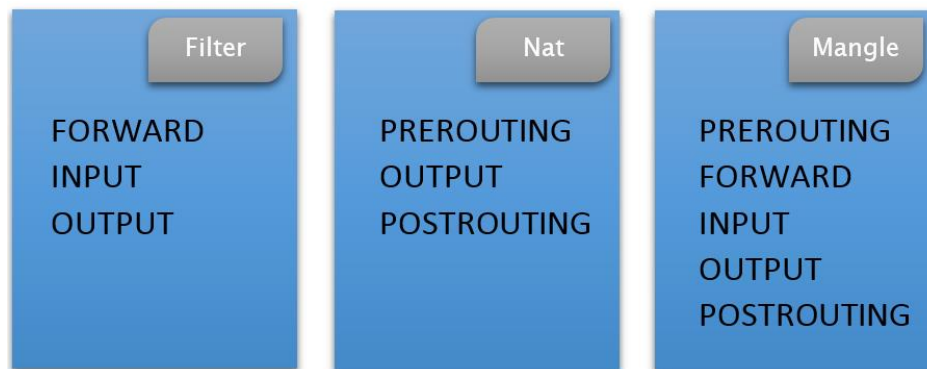 Filter
FORWARD
INPUT
OUTPUT
Nat
PREROUTING
OUTPUT
POSTROUTING
Mangle
PREROUTING
FORWARD
INPUT
OUTPUT
POSTROUTING